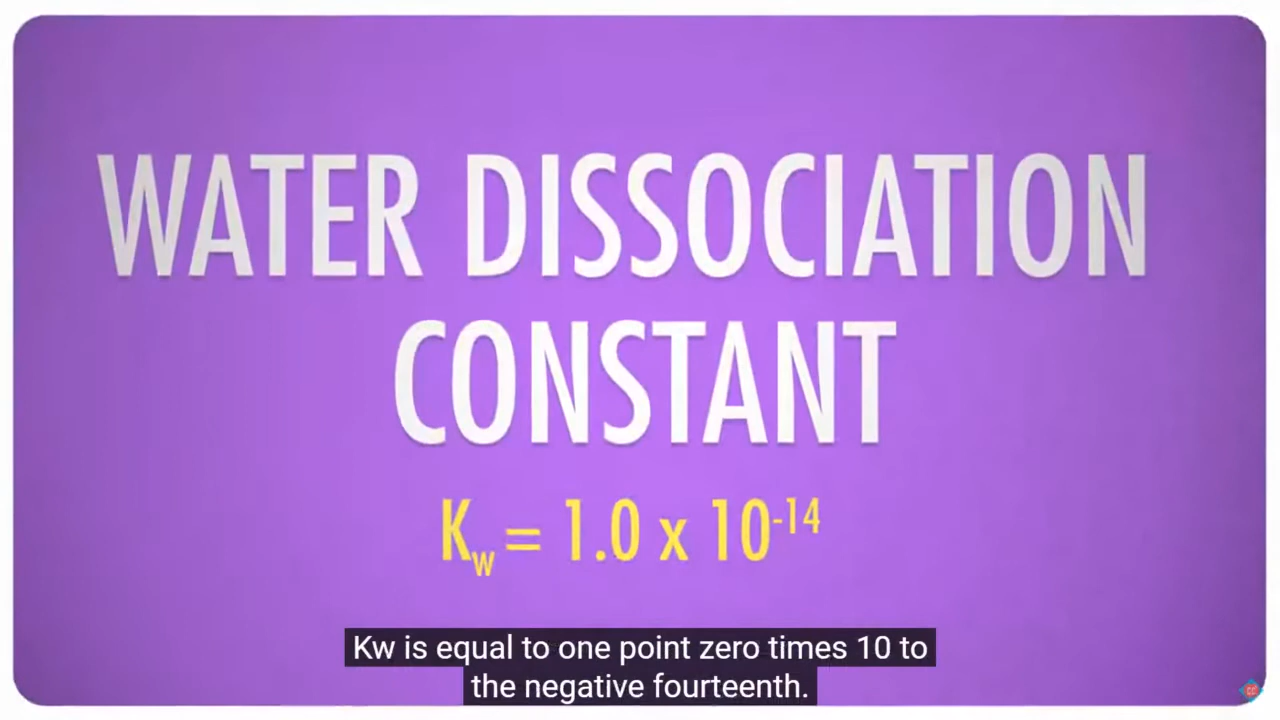 WATER DISSOCIATION
CONSTANT
Kw = 1.0 x 10-14
Kw is equal to one point zero times 10 to
the negative fourteenth.
CC